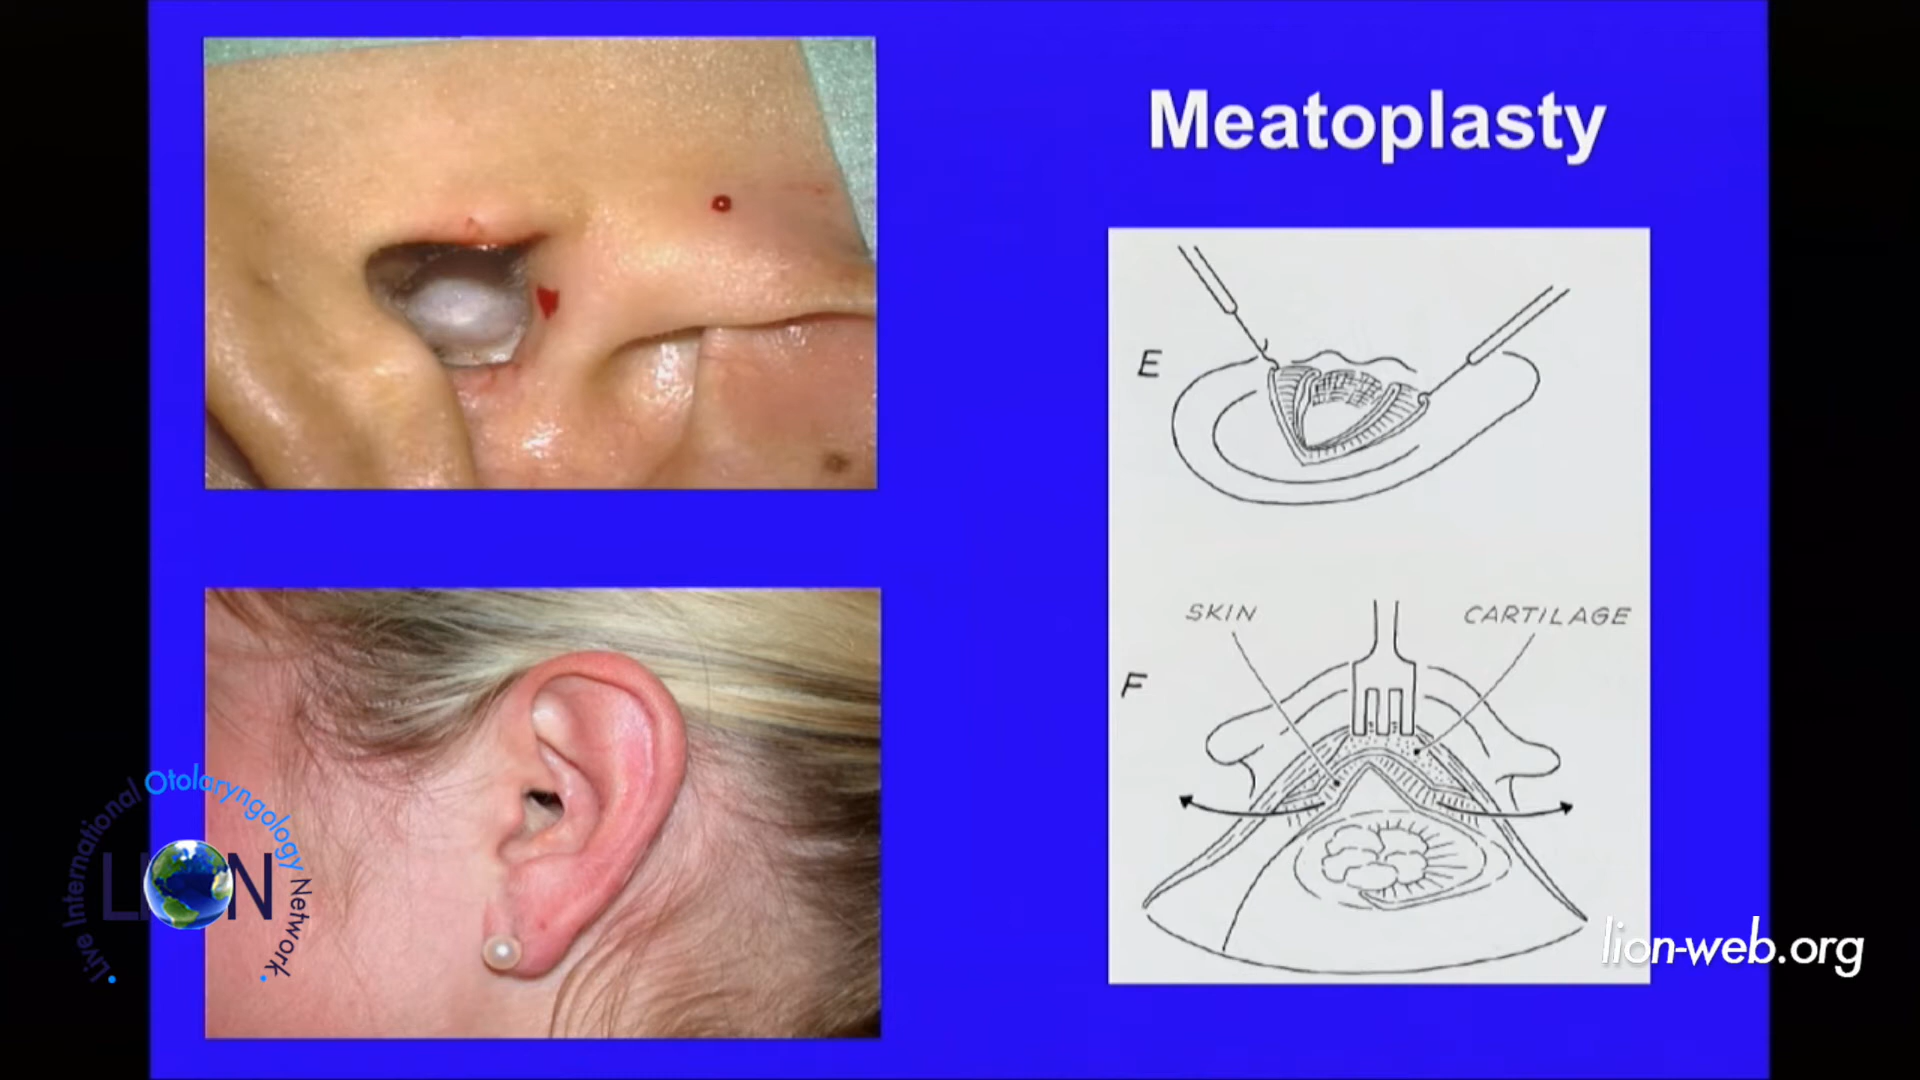 Meatoplasty
E
SKIN
CARTILAGE
F
Live International Otolaryngology Network
LION
lion-web.org